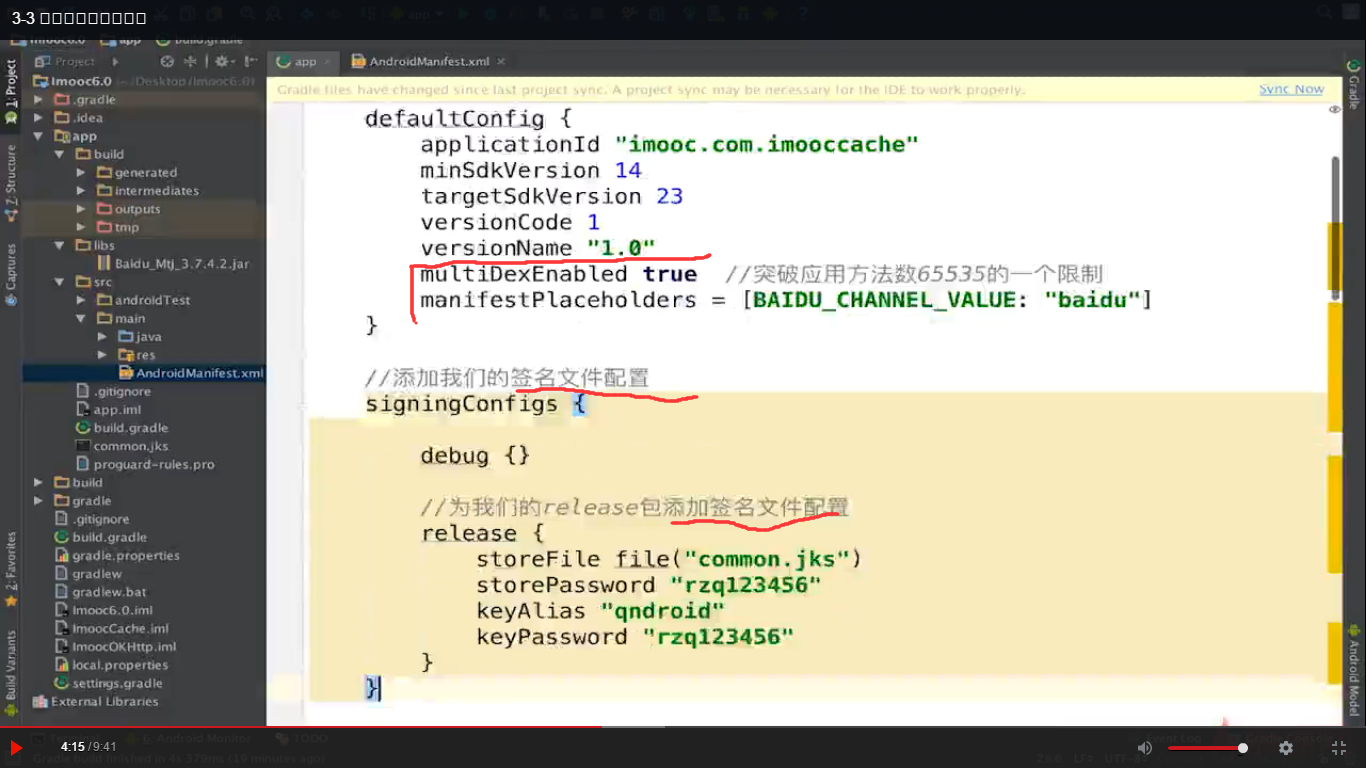 3-3 □□□□□□□□□
Imooc6.0 app build.gradle
Project
app
AndroidManifest.xml
Imooc6.0 (~/Desktop/Imooc6.0)
.gradle
.idea
app
build
generated
intermediates
outputs
tmp
libs
Baidu_Mtj_3.7.4.2.jar
src
androidTest
main
java
res
AndroidManifest.xml
.gitignore
app.iml
build.gradle
common.jks
proguard-rules.pro
build
gradle
.gitignore
build.gradle
gradle.properties
gradlew
gradlew.bat
Imooc6.0.iml
ImoocCache.iml
ImoocOKHttp.iml
local.properties
settings.gradle
External Libraries
1: Project
Z: Structure
Captures
2: Favorites
Build Variants
Gradle files have changed since last project sync. A project sync may be necessary for the IDE to work properly.
Sync Now
defaultConfig {
applicationId "imooc.com.imooccache"
minSdkVersion 14
targetSdkVersion 23
versionCode 1
versionName "1.0"
multiDexEnabled true //突破应用方法数65535的一个限制
manifestPlaceholders = [BAIDU_CHANNEL_VALUE: "baidu"]
}
//添加我们的签名文件配置
signingConfigs {
debug {}
//为我们的release包添加签名文件配置
release {
storeFile file("common.jks")
storePassword "rzq123456"
keyAlias "qndroid"
keyPassword "rzq123456"
}
}
Gradle
Android Model
Terminal
6: Android Monitor
TODO
Event Log
Gradle Console
4:15/9:41